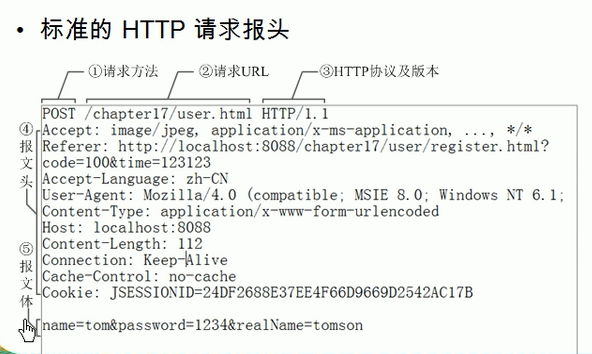 • 标准的 HTTP 请求报头
①请求方法 ②请求URL ③HTTP协议及版本
POST /chapter17/user.html HTTP/1.1
④报文头
Accept: image/jpeg, application/x-ms-application, ..., */*
Referer: http://localhost:8088/chapter17/user/register.html?
code=100&time=123123
Accept-Language: zh-CN
User-Agent: Mozilla/4.0 (compatible; MSIE 8.0; Windows NT 6.1;
Content-Type: application/x-www-form-urlencoded
Host: localhost:8088
Content-Length: 112
Connection: Keep-Alive
Cache-Control: no-cache
Cookie: JSESSIONID=24DF2688E37EE4F66D9669D2542AC17B
⑤报文体
name=tom&password=1234&realName=tomson